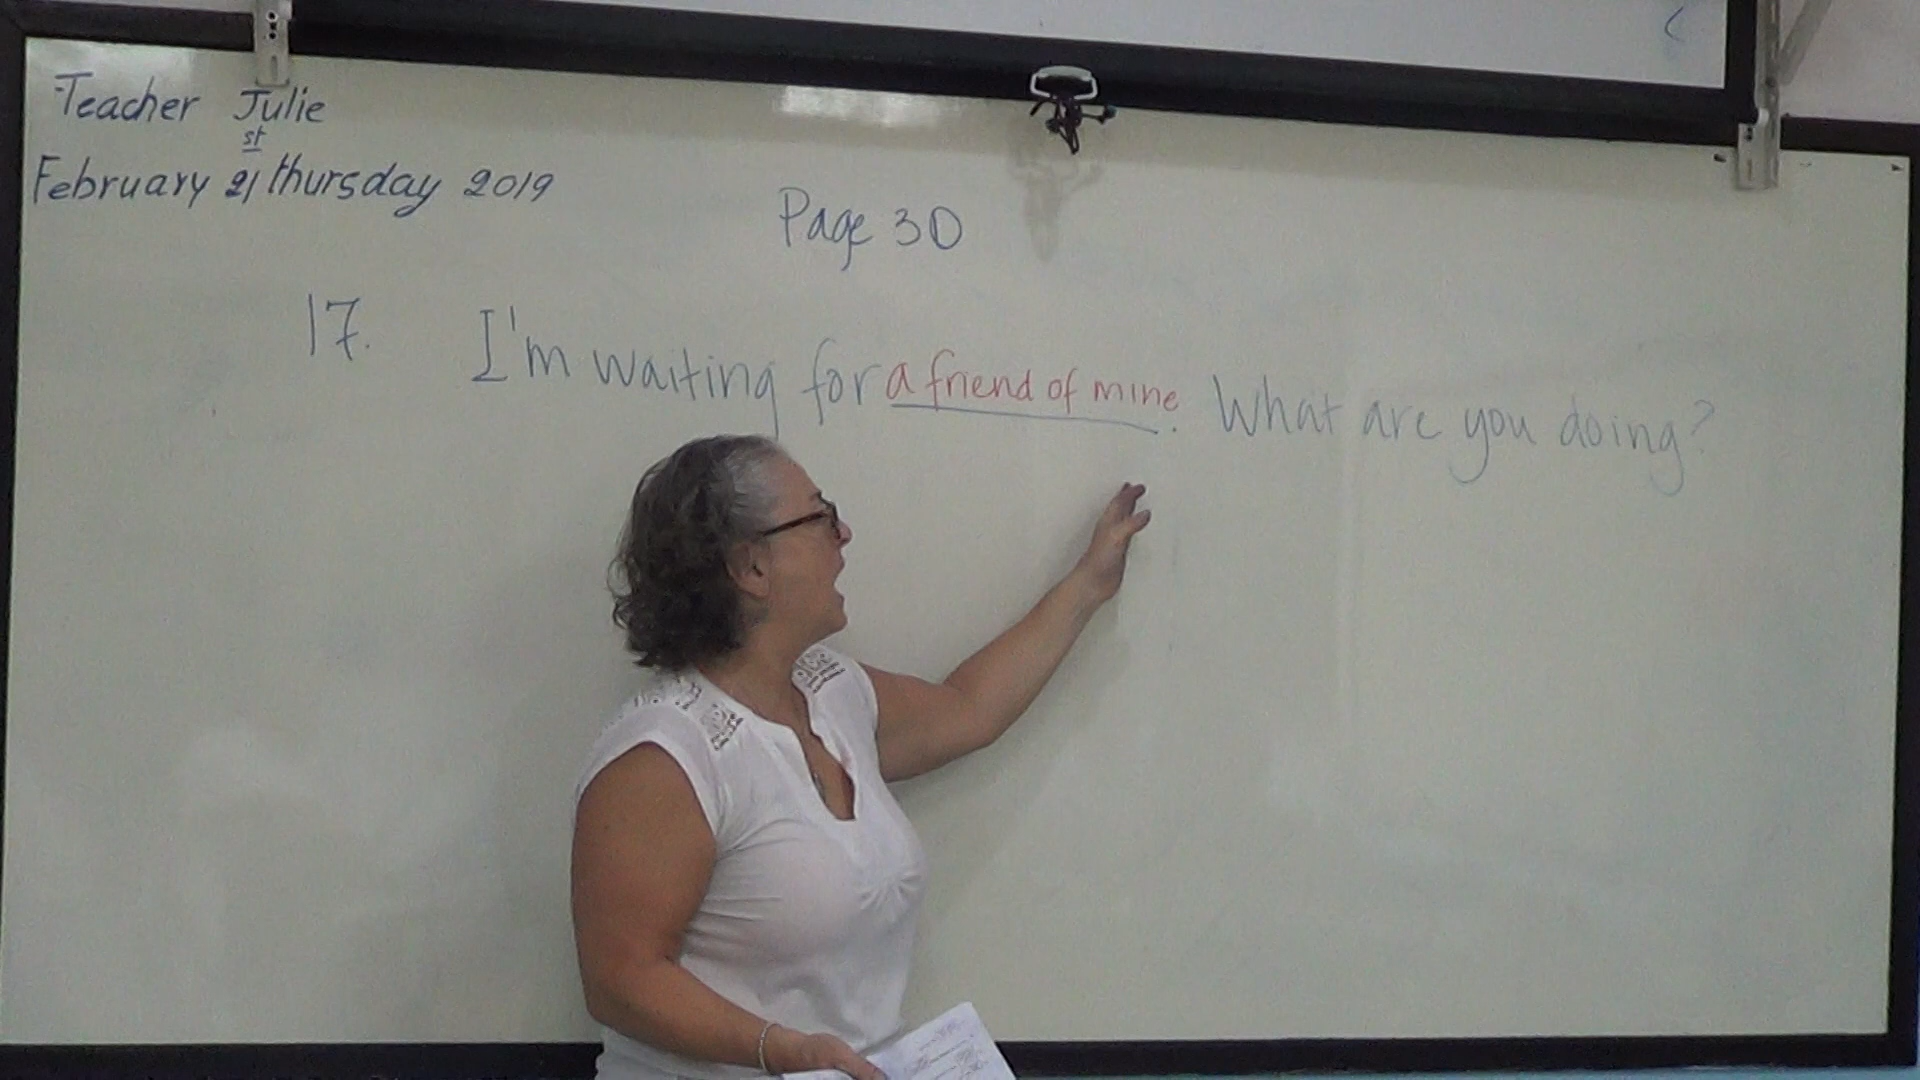 Teacher Julie
February 21st thursday 2019
Page 30
17. I'm waiting for a friend of mine. What are you doing?